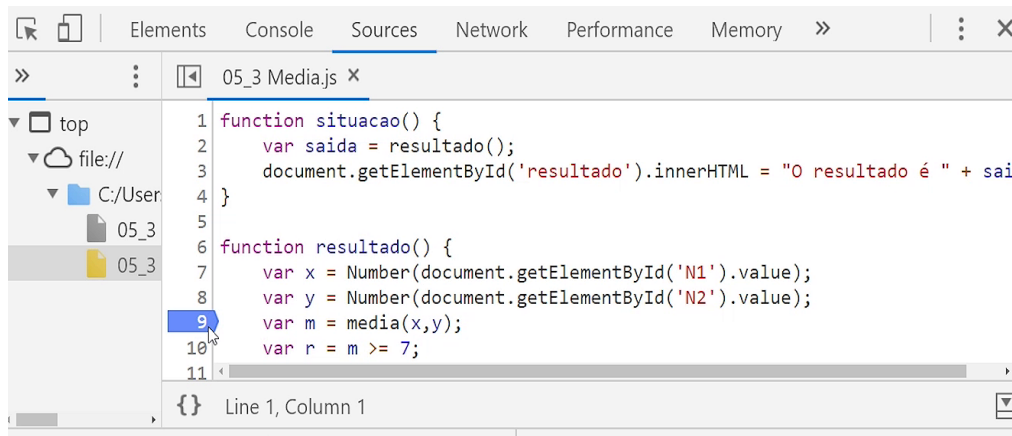 Elements Console Sources Network Performance Memory »
» 05_3 Media.js ×
top
file://
C:/User
05_3
05_3
1 function situacao() {
2 var saida = resultado();
3 document.getElementById('resultado').innerHTML = "O resultado é " + sai
4 }
5
6 function resultado() {
7 var x = Number(document.getElementById('N1').value);
8 var y = Number(document.getElementById('N2').value);
9 var m = media(x,y);
10 var r = m >= 7;
11
{} Line 1, Column 1